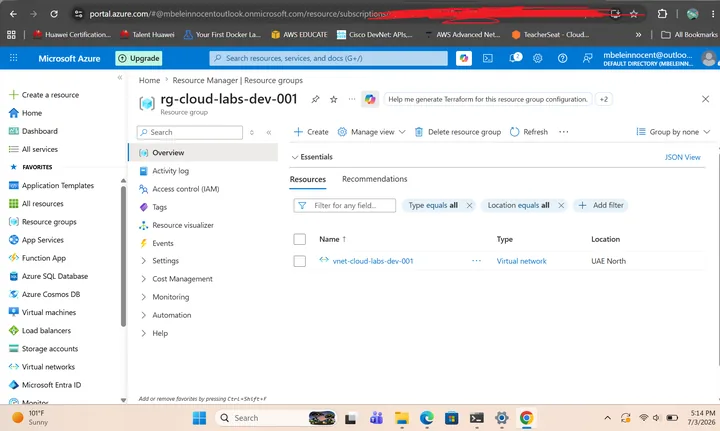 portal.azure.com/#@mbeleinnocentoutlook.onmicrosoft.com/resource/subscriptions/
Huawei Certification... Talent Huawei Your First Docker La... AWS EDUCATE Cisco DevNet: APIs,... AWS Advanced Net... TeacherSeat - Cloud... » All Bookmarks
Microsoft Azure Upgrade Search resources, services, and docs (G+/) mbeleinnocent@outloo...
DEFAULT DIRECTORY (MBELEINN...
«
Create a resource
Home
Dashboard
All services
FAVORITES
Application Templates
All resources
Resource groups
App Services
Function App
Azure SQL Database
Azure Cosmos DB
Virtual machines
Load balancers
Storage accounts
Virtual networks
Microsoft Entra ID
Monitor
Home > Resource Manager | Resource groups >
rg-cloud-labs-dev-001 ... Help me generate Terraform for this resource group configuration. +2
Resource group
Search
Overview
Activity log
Access control (IAM)
Tags
Resource visualizer
Events
Settings
Cost Management
Monitoring
Automation
Help
Add or remove favorites by pressing Ctrl+Shift+F
Create Manage view Delete resource group Refresh ... Group by none
Essentials JSON View
Resources Recommendations
Filter for any field... Type equals all Location equals all Add filter
Name ↑ Type Location
vnet-cloud-labs-dev-001 ... Virtual network UAE North
101°F
Sunny
Search
5:14 PM
7/3/2026